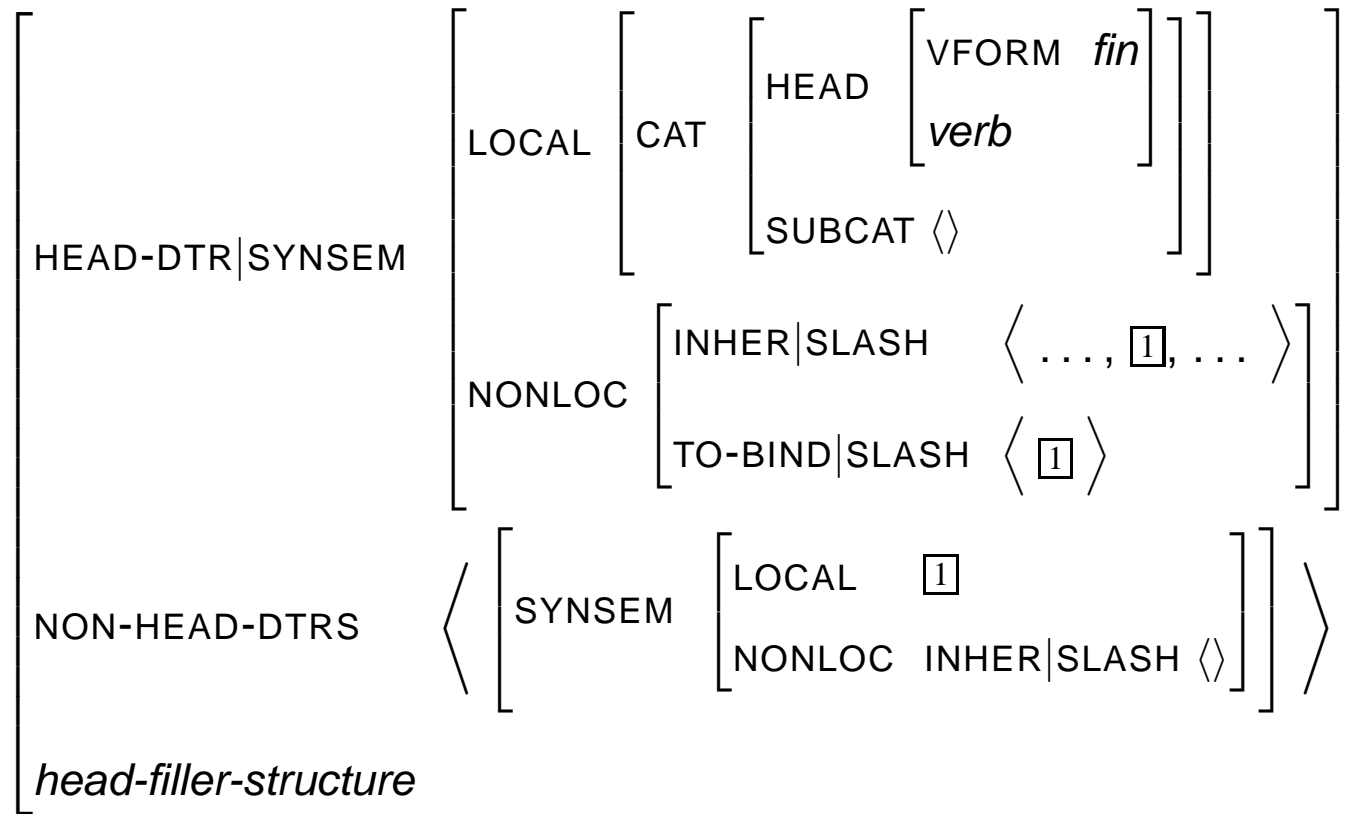 VFORM fin
HEAD
verb
LOCAL CAT
SUBCAT ⟨⟩
HEAD-DTR|SYNSEM
INHER|SLASH ⟨ ..., 1, ... ⟩
NONLOC
TO-BIND|SLASH ⟨ 1 ⟩
LOCAL 1
SYNSEM
NON-HEAD-DTRS
NONLOC INHER|SLASH ⟨⟩
head-filler-structure